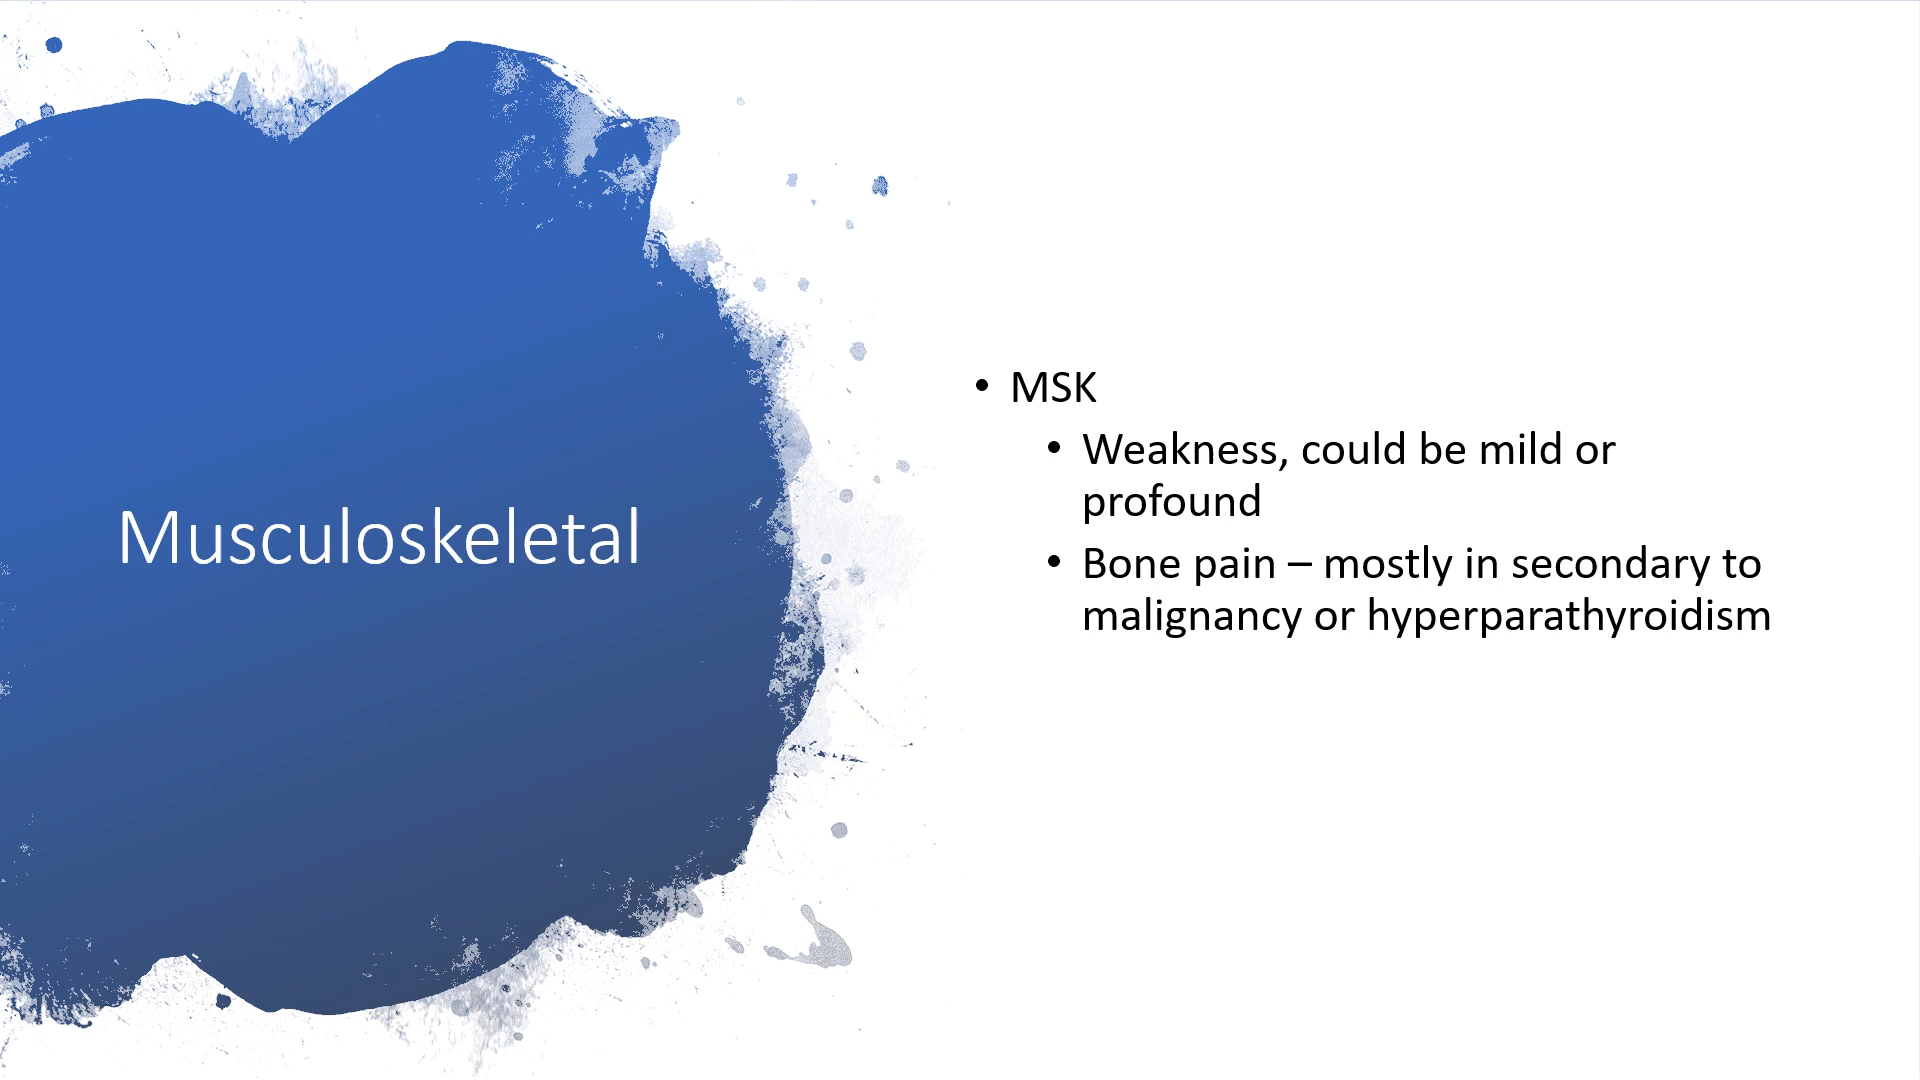 Musculoskeletal
• MSK
• Weakness, could be mild or
profound
• Bone pain – mostly in secondary to
malignancy or hyperparathyroidism